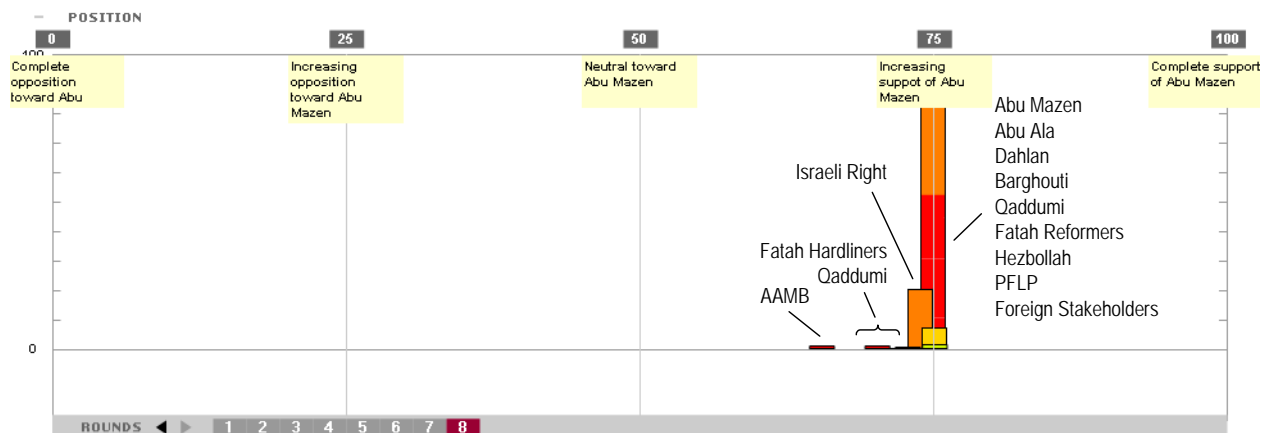 POSITION
0
25
50
75
100
100
Complete
opposition
toward Abu
Increasing
opposition
toward Abu
Mazen
Neutral toward
Abu Mazen
Increasing
suppot of Abu
Mazen
Complete support
of Abu Mazen
Abu Mazen
Abu Ala
Dahlan
Barghouti
Qaddumi
Fatah Reformers
Hezbollah
PFLP
Foreign Stakeholders
Israeli Right
Fatah Hardliners
Qaddumi
AAMB
0
ROUNDS 1 2 3 4 5 6 7 8